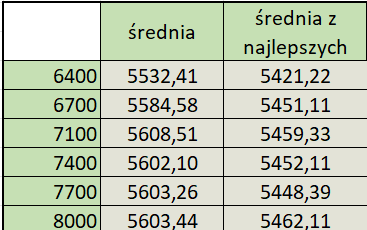 średnia średnia z
najlepszych
6400 5532,41 5421,22
6700 5584,58 5451,11
7100 5608,51 5459,33
7400 5602,10 5452,11
7700 5603,26 5448,39
8000 5603,44 5462,11